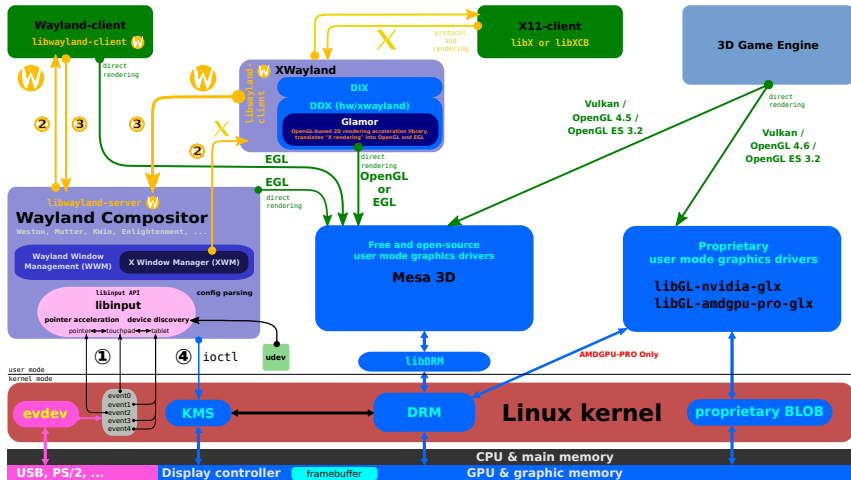 Wayland-client
libwayland-client W
X11-client
libX or libXCB
3D Game Engine
direct
rendering
protocol
and
rendering
X
W
W
②
③
③
②
X
libwayland-
client
W
XWayland
DIX
DDX (hw/xwayland)
Glamor
OpenGL-based 2D rendering acceleration library,
translates "X rendering" into OpenGL and EGL
direct
rendering
Vulkan /
OpenGL 4.5 /
OpenGL ES 3.2
Vulkan /
OpenGL 4.6 /
OpenGL ES 3.2
EGL
direct
rendering
OpenGL
or
EGL
EGL
direct
rendering
libwayland-server W
Wayland Compositor
Weston, Mutter, KWin, Enlightenment, ...
Wayland Window
Management (WWM)
X Window Manager (XWM)
libinput API
libinput
config parsing
pointer acceleration
device discovery
pointer
touchpad
tablet
Free and open-source
user mode graphics drivers
Mesa 3D
Proprietary
user mode graphics drivers
libGL-nvidia-glx
libGL-amdgpu-pro-glx
①
④
ioctl
udev
libDRM
AMDGPU-PRO Only
user mode
kernel mode
evdev
event0
event1
event2
event3
event4
KMS
DRM
Linux kernel
proprietary BLOB
CPU & main memory
USB, PS/2, ...
Display controller
framebuffer
GPU & graphic memory